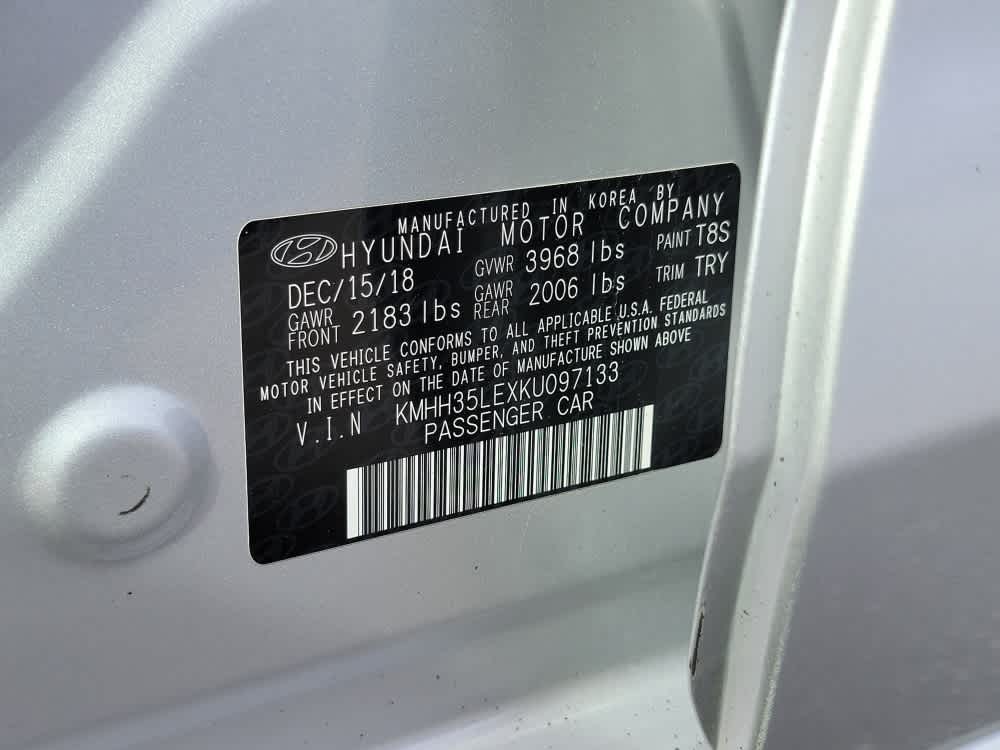 MANUFACTURED IN KOREA BY
HYUNDAI MOTOR COMPANY
DEC/15/18 GVWR 3968 lbs PAINT T8S
GAWR FRONT 2183 lbs GAWR REAR 2006 lbs TRIM TRY
THIS VEHICLE CONFORMS TO ALL APPLICABLE U.S.A. FEDERAL
MOTOR VEHICLE SAFETY, BUMPER, AND THEFT PREVENTION STANDARDS
IN EFFECT ON THE DATE OF MANUFACTURE SHOWN ABOVE
V.I.N KMHH35LEXKU097133
PASSENGER CAR